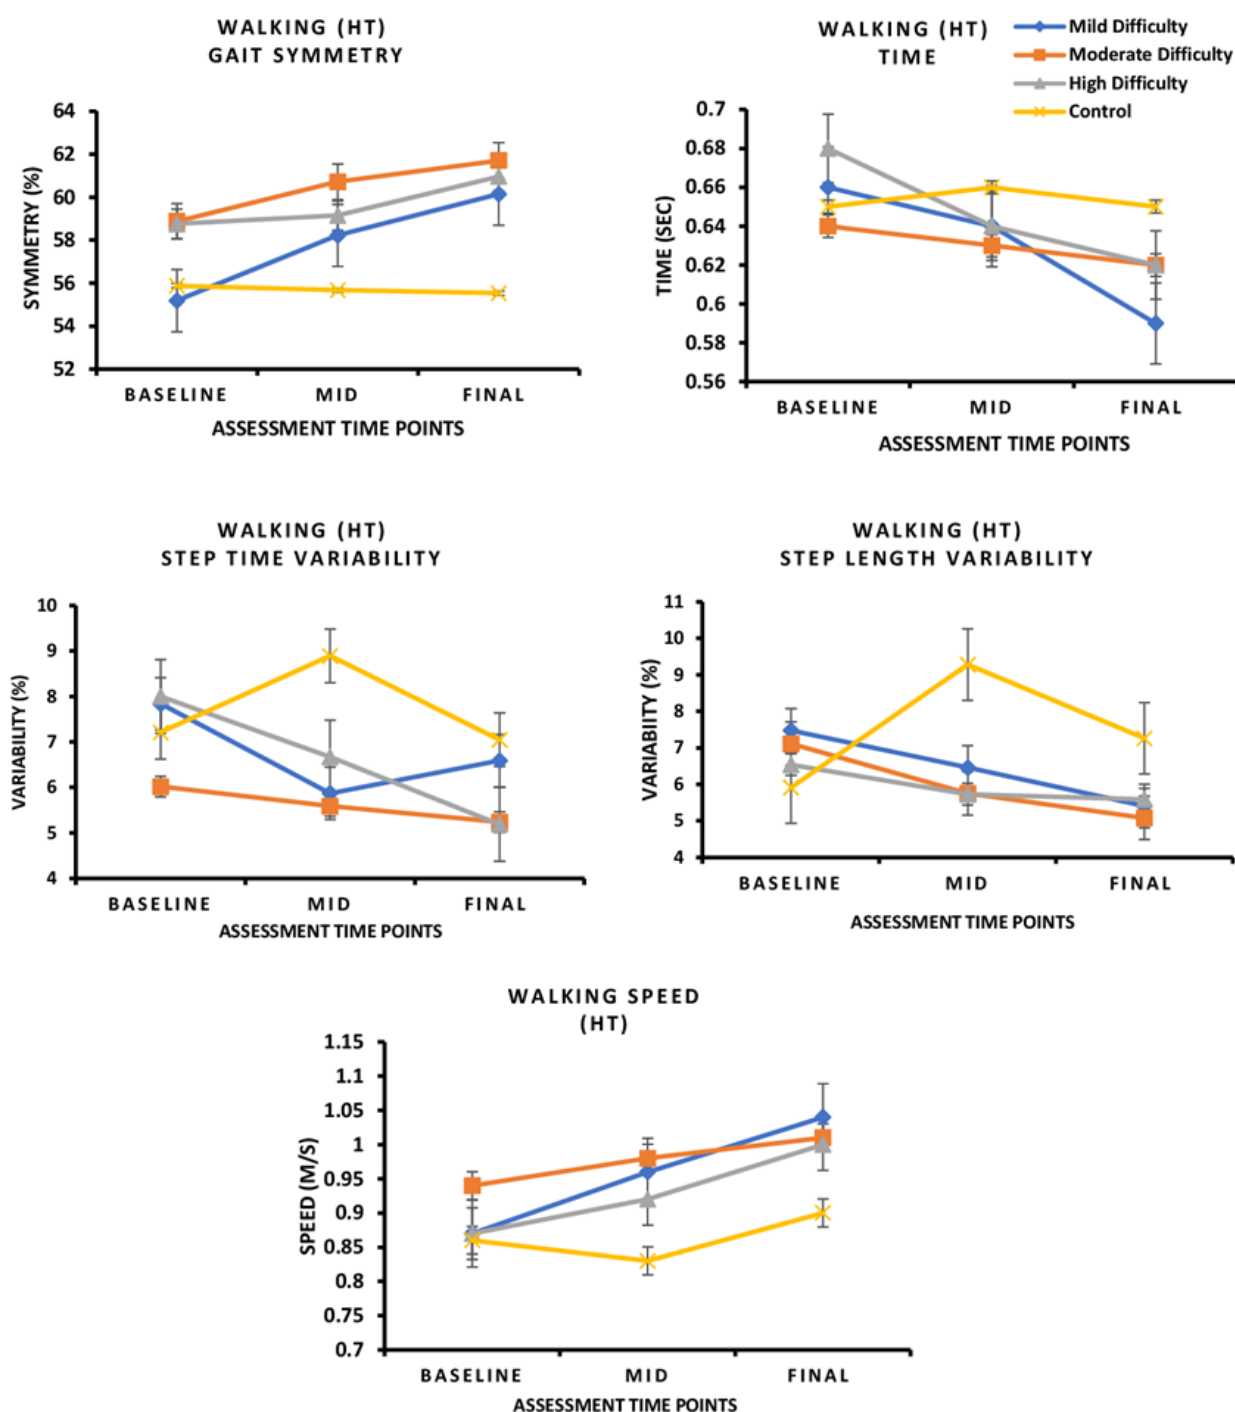 WALKING (HT)
GAIT SYMMETRY
SYMMETRY (%)
64
62
60
58
56
54
52
BASELINE MID FINAL
ASSESSMENT TIME POINTS
WALKING (HT)
TIME
Mild Difficulty
Moderate Difficulty
High Difficulty
Control
TIME (SEC)
0.7
0.68
0.66
0.64
0.62
0.6
0.58
0.56
BASELINE MID FINAL
ASSESSMENT TIME POINTS
WALKING (HT)
STEP TIME VARIABILITY
VARIABILITY (%)
10
9
8
7
6
5
4
BASELINE MID FINAL
ASSESSMENT TIME POINTS
WALKING (HT)
STEP LENGTH VARIABILITY
VARIABIITY (%)
11
10
9
8
7
6
5
4
BASELINE MID FINAL
ASSESSMENT TIME POINTS
WALKING SPEED
(HT)
SPEED (M/S)
1.15
1.1
1.05
1
0.95
0.9
0.85
0.8
0.75
0.7
BASELINE MID FINAL
ASSESSMENT TIME POINTS